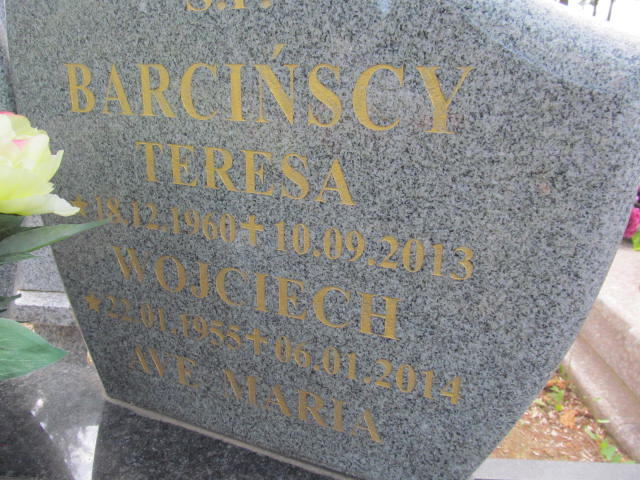 Ś.P.
BARCIŃSCY
TERESA
★18.12.1960 ✝ 10.09.2013
WOJCIECH
★22.01.1955 ✝ 06.01.2014
AVE MARIA